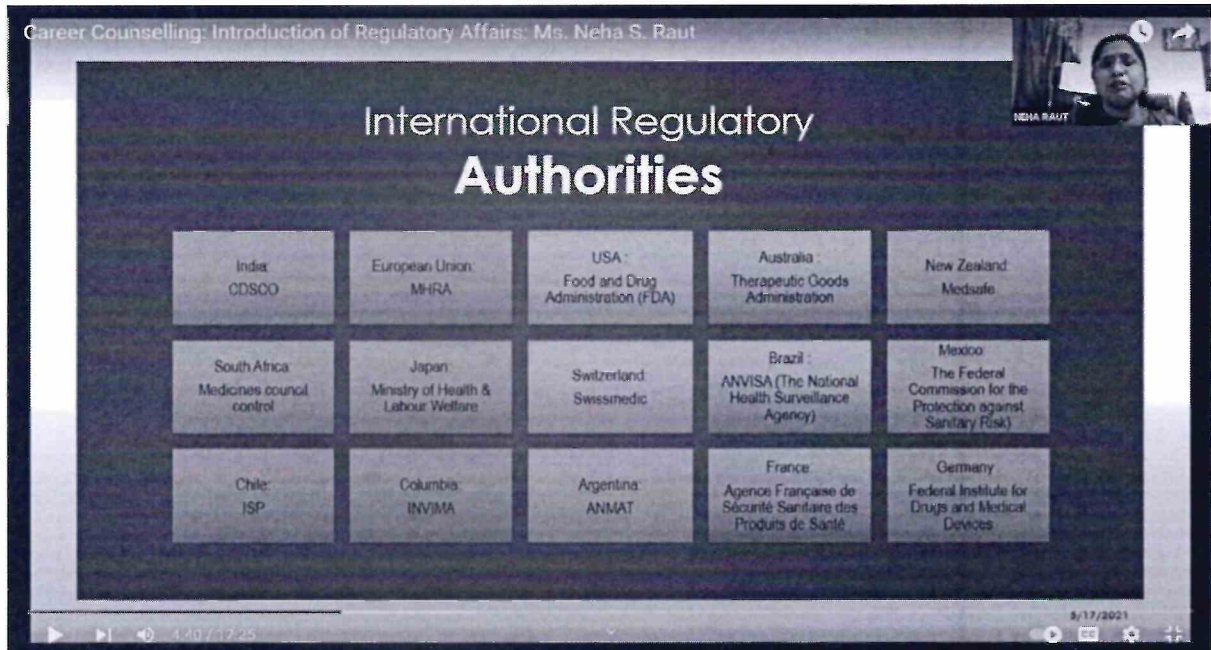 Career Counselling: Introduction of Regulatory Affairs: Ms. Neha S. Raut
NEHA RAUT
International Regulatory
Authorities
India:
CDSCO
European Union:
MHRA
USA :
Food and Drug
Administration (FDA)
Australia :
Therapeutic Goods
Administration
New Zealand:
Medsafe
South Africa:
Medicines council
control
Japan:
Ministry of Health &
Labour Welfare
Switzerland:
Swissmedic
Brazil :
ANVISA (The National
Health Surveillance
Agency)
Mexico:
The Federal
Commission for the
Protection against
Sanitary Risk)
Chile:
ISP
Columbia:
INVIMA
Argentina:
ANMAT
France:
Agence Française de
Sécurité Sanitaire des
Produits de Santé
Germany:
Federal Institute for
Drugs and Medical
Devices
5/17/2021
4:40 / 17:25
CC